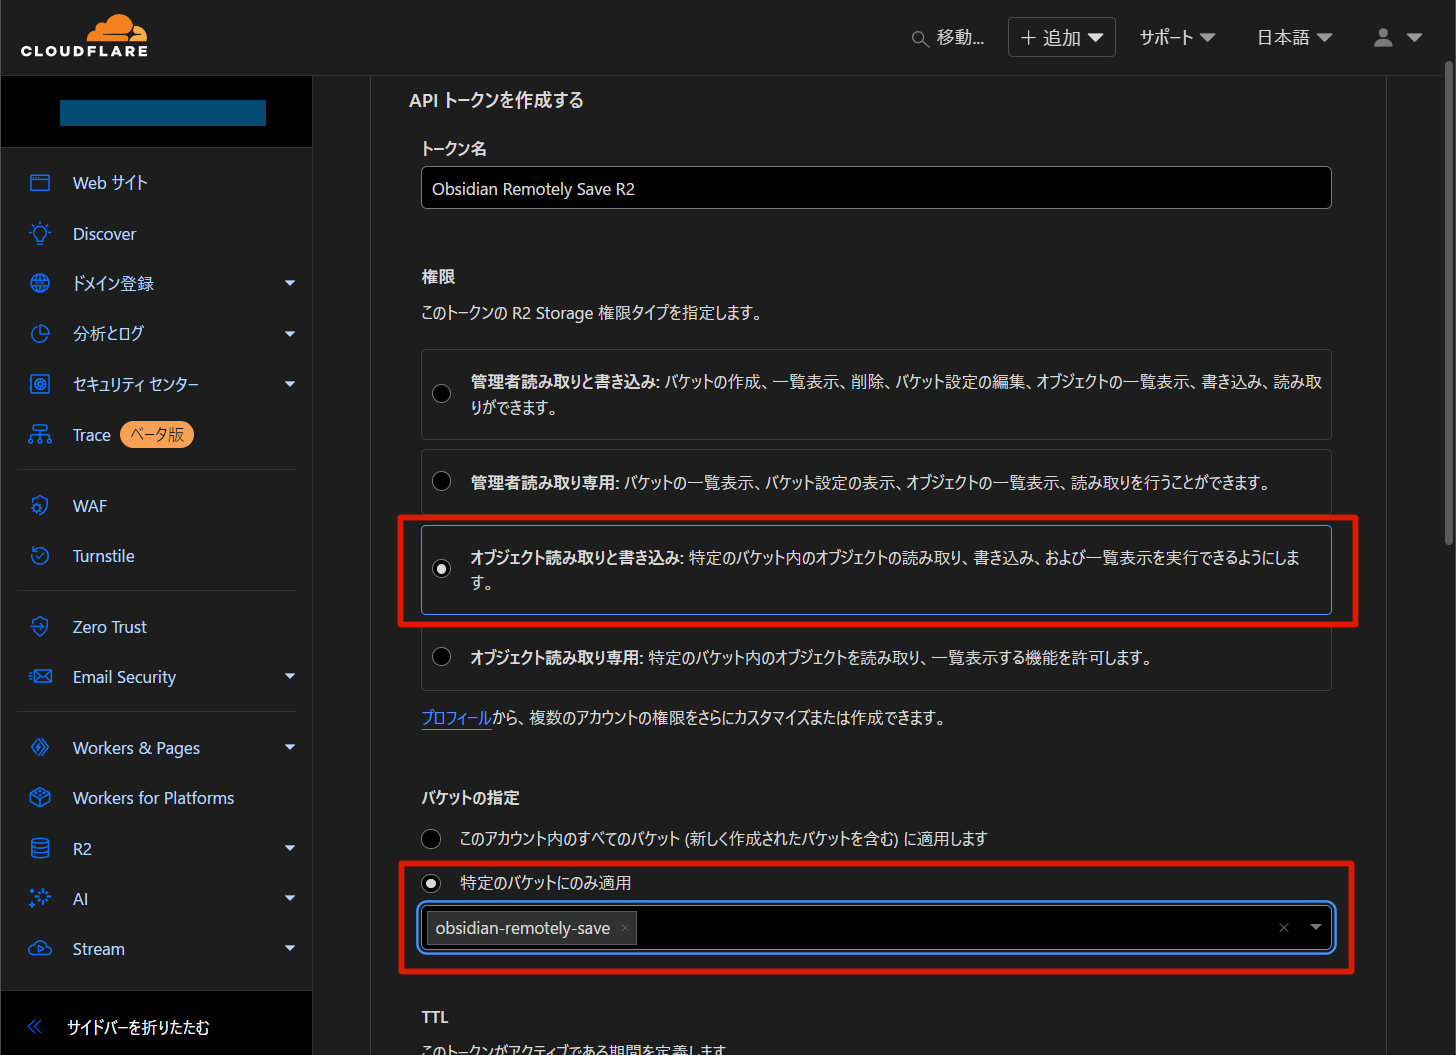 CLOUDFLARE
移動...
追加
サポート
日本語
Web サイト
Discover
ドメイン登録
分析とログ
セキュリティ センター
Trace ベータ版
WAF
Turnstile
Zero Trust
Email Security
Workers & Pages
Workers for Platforms
R2
AI
Stream
サイドバーを折りたたむ
API トークンを作成する
トークン名
Obsidian Remotely Save R2
権限
このトークンの R2 Storage 権限タイプを指定します。
管理者読み取りと書き込み: バケットの作成、一覧表示、削除、バケット設定の編集、オブジェクトの一覧表示、書き込み、読み取
りができます。
管理者読み取り専用: バケットの一覧表示、バケット設定の表示、オブジェクトの一覧表示、読み取りを行うことができます。
オブジェクト読み取りと書き込み: 特定のバケット内のオブジェクトの読み取り、書き込み、および一覧表示を実行できるようにしま
す。
オブジェクト読み取り専用: 特定のバケット内のオブジェクトを読み取り、一覧表示する機能を許可します。
プロフィールから、複数のアカウントの権限をさらにカスタマイズまたは作成できます。
バケットの指定
このアカウント内のすべてのバケット (新しく作成されたバケットを含む) に適用します
特定のバケットにのみ適用
obsidian-remotely-save
TTL
このトークンがアクティブである期間を定義します